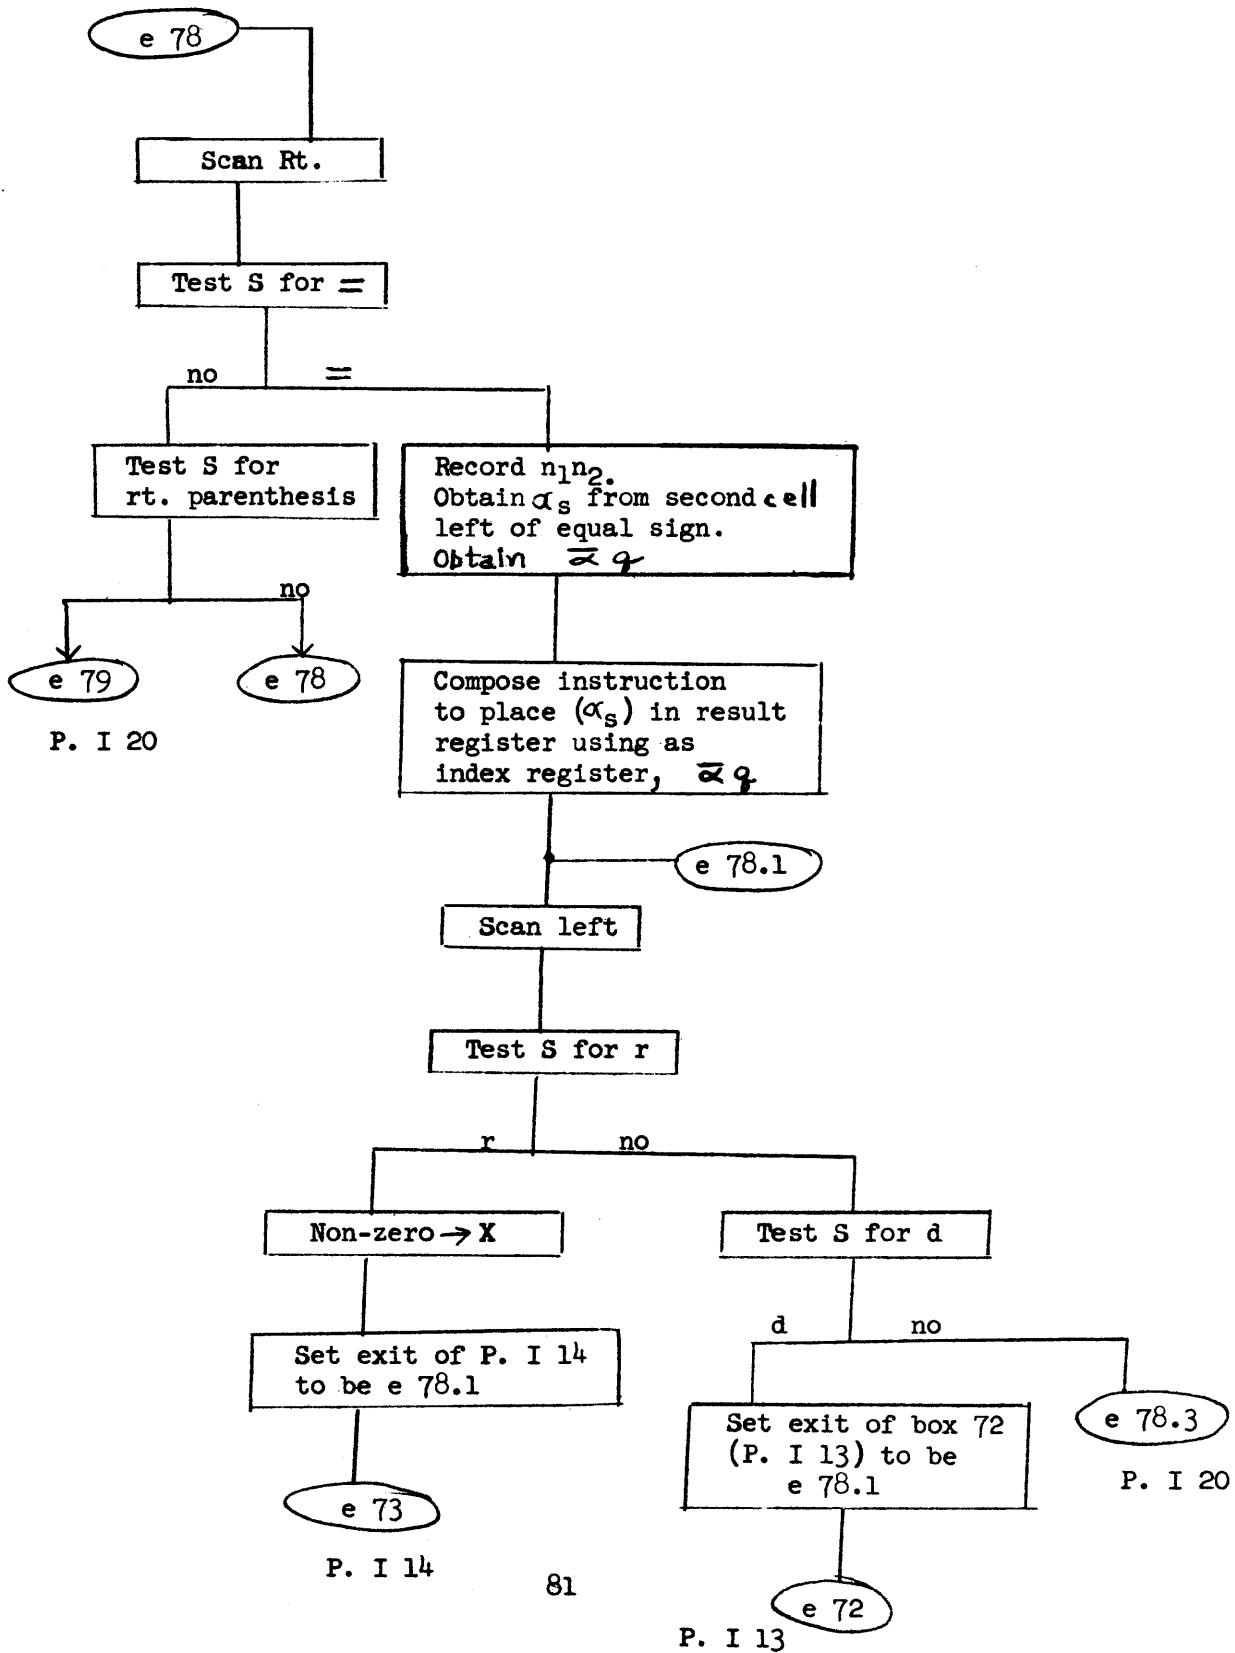 e 78
Scan Rt.
Test S for =
no =
Test S for
rt. parenthesis
Record n₁n₂.
Obtain αₛ from second cell
left of equal sign.
Obtain ᾱ q
no
e 79
e 78
P. I 20
Compose instruction
to place (αₛ) in result
register using as
index register, ᾱ q
e 78.1
Scan left
Test S for r
r no
Non-zero → X
Test S for d
Set exit of P. I 14
to be e 78.1
d no
Set exit of box 72
(P. I 13) to be
e 78.1
e 78.3
P. I 20
e 73
P. I 14
81
e 72
P. I 13